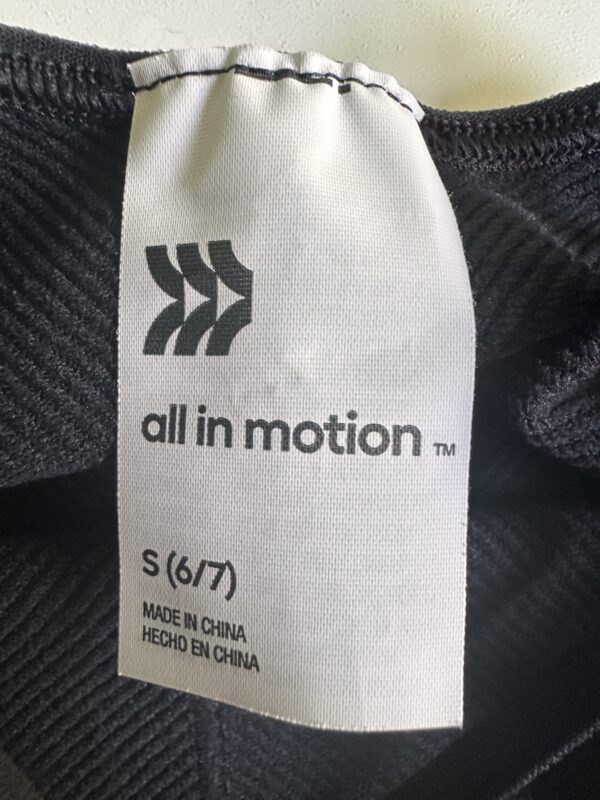 all in motion ™
S (6/7)
MADE IN CHINA
HECHO EN CHINA